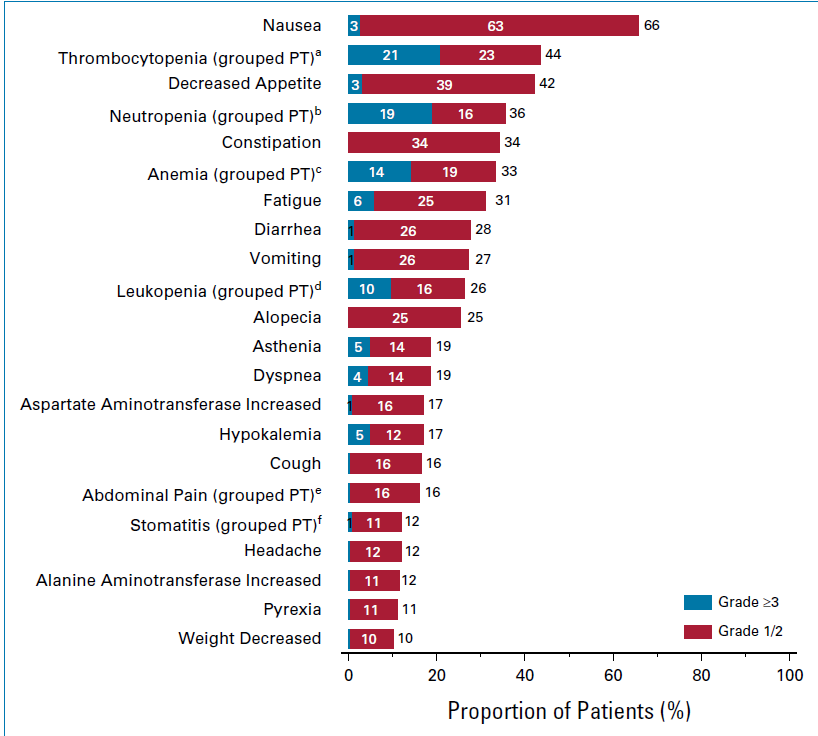 Nausea 3 63 66
Thrombocytopenia (grouped PT)ᵃ 21 23 44
Decreased Appetite 3 39 42
Neutropenia (grouped PT)ᵇ 19 16 36
Constipation 34 34
Anemia (grouped PT)ᶜ 14 19 33
Fatigue 6 25 31
Diarrhea 1 26 28
Vomiting 1 26 27
Leukopenia (grouped PT)ᵈ 10 16 26
Alopecia 25 25
Asthenia 5 14 19
Dyspnea 4 14 19
Aspartate Aminotransferase Increased 1 16 17
Hypokalemia 5 12 17
Cough 16 16
Abdominal Pain (grouped PT)ᵉ 16 16
Stomatitis (grouped PT)ᶠ 1 11 12
Headache 12 12
Alanine Aminotransferase Increased 11 12
Pyrexia 11 11
Weight Decreased 10 10
Grade ≥3
Grade 1/2
0 20 40 60 80 100
Proportion of Patients (%)